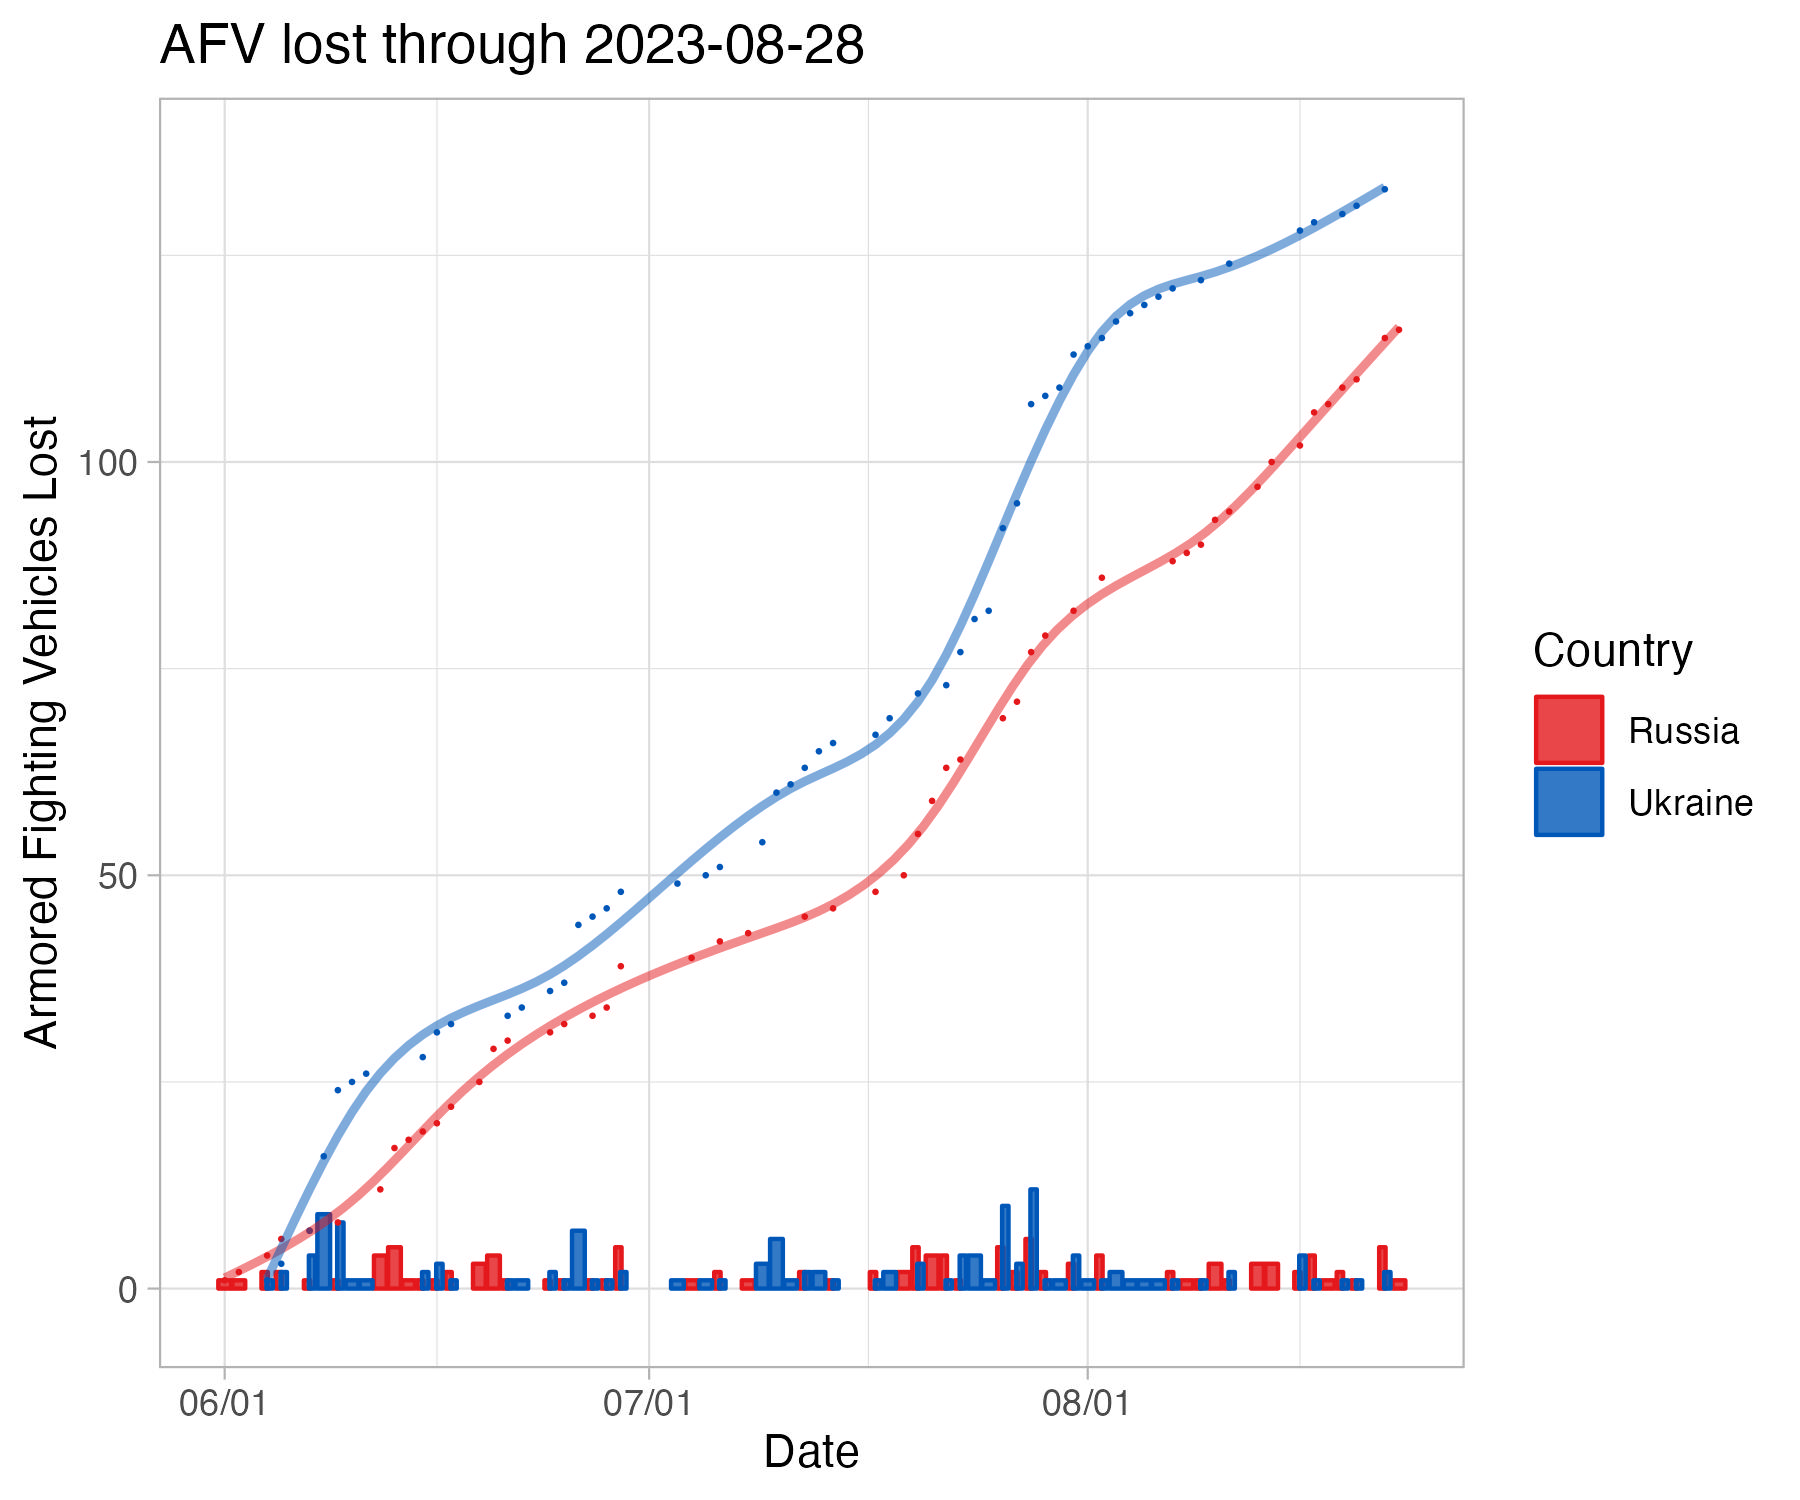 AFV lost through 2023-08-28
Armored Fighting Vehicles Lost
100
50
0
06/01 07/01 08/01
Date
Country
Russia
Ukraine